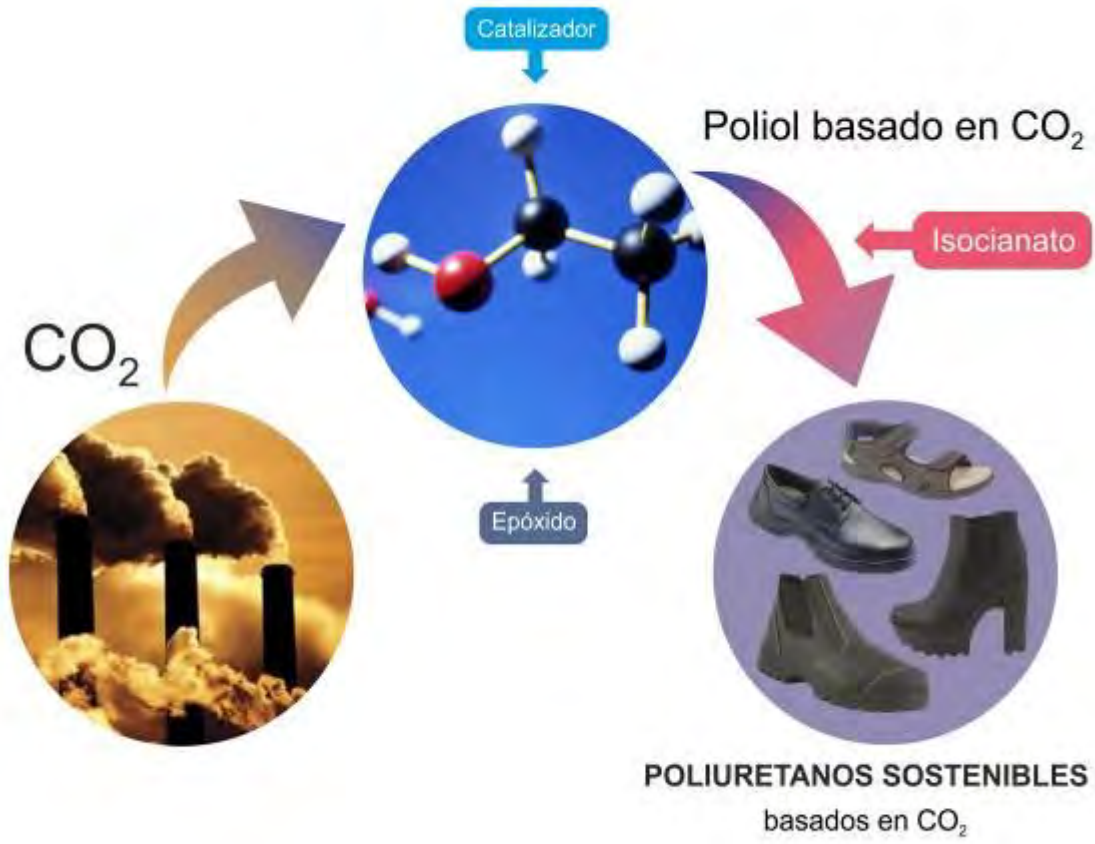 Catalizador
Poliol basado en CO₂
Isocianato
CO₂
Epóxido
POLIURETANOS SOSTENIBLES
basados en CO₂